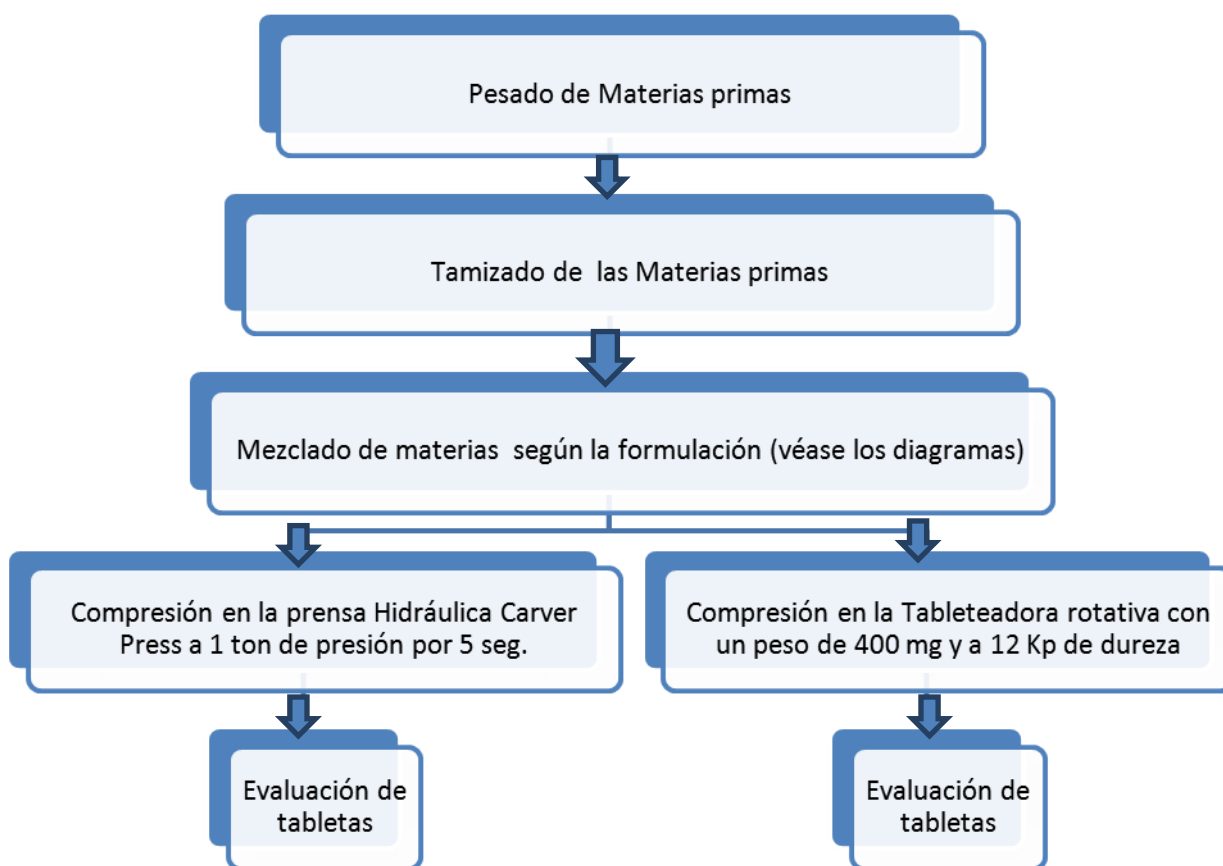 Pesado de Materias primas
Tamizado de  las Materias primas
Mezclado de materias  según la formulación (véase los diagramas)
Compresión en la prensa Hidráulica Carver
Press a 1 ton de presión por 5 seg.
Compresión en la Tableteadora rotativa con
un peso de 400 mg y a 12 Kp de dureza
Evaluación de
tabletas
Evaluación de
tabletas